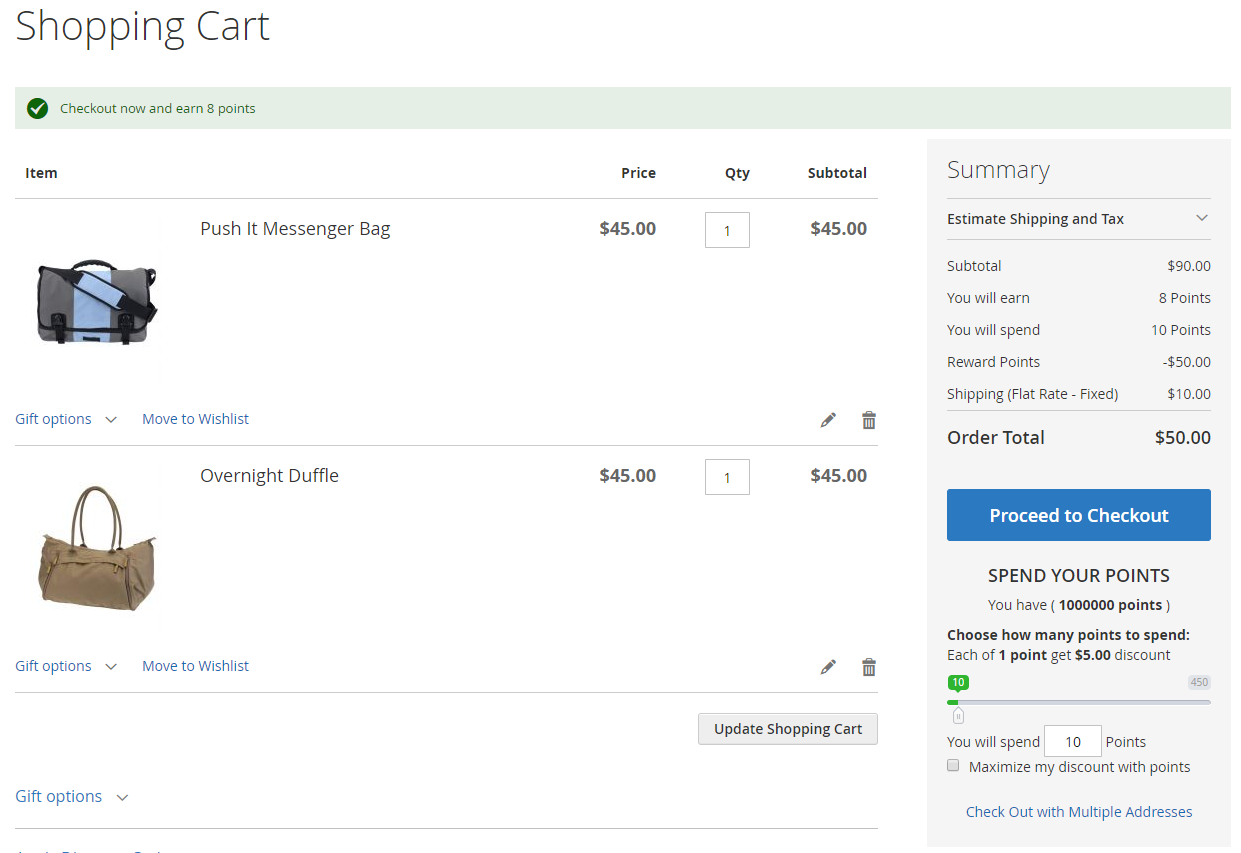 Shopping Cart
Checkout now and earn 8 points
Item Price Qty Subtotal
Push It Messenger Bag $45.00 1 $45.00
Gift options Move to Wishlist
Overnight Duffle $45.00 1 $45.00
Gift options Move to Wishlist
Update Shopping Cart
Gift options
Summary
Estimate Shipping and Tax
Subtotal $90.00
You will earn 8 Points
You will spend 10 Points
Reward Points -$50.00
Shipping (Flat Rate - Fixed) $10.00
Order Total $50.00
Proceed to Checkout
SPEND YOUR POINTS
You have ( 1000000 points )
Choose how many points to spend:
Each of 1 point get $5.00 discount
10 450
You will spend 10 Points
Maximize my discount with points
Check Out with Multiple Addresses